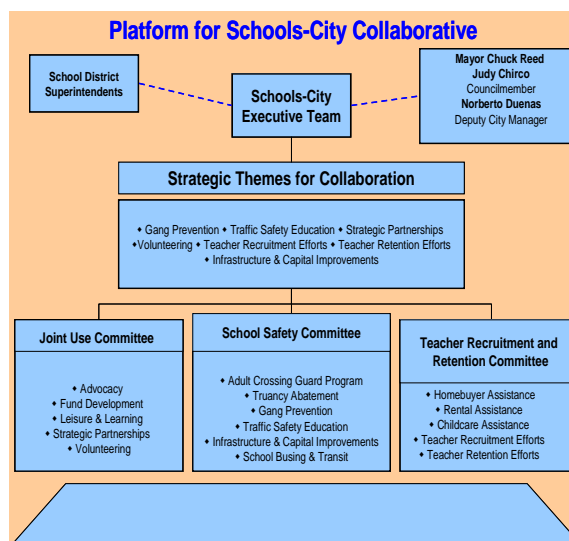 Platform for Schools-City Collaborative
School District
Superintendents
Schools-City
Executive Team
Mayor Chuck Reed
Judy Chirco
Councilmember
Norberto Duenas
Deputy City Manager
Strategic Themes for Collaboration
◆ Gang Prevention ◆ Traffic Safety Education ◆ Strategic Partnerships
◆Volunteering ◆ Teacher Recruitment Efforts ◆ Teacher Retention Efforts
◆ Infrastructure & Capital Improvements
Joint Use Committee
◆ Advocacy
◆ Fund Development
◆ Leisure & Learning
◆ Strategic Partnerships
◆ Volunteering
School Safety Committee
◆ Adult Crossing Guard Program
◆ Truancy Abatement
◆ Gang Prevention
◆ Traffic Safety Education
◆ Infrastructure & Capital Improvements
◆ School Busing & Transit
Teacher Recruitment and
Retention Committee
◆ Homebuyer Assistance
◆ Rental Assistance
◆ Childcare Assistance
◆ Teacher Recruitment Efforts
◆ Teacher Retention Efforts